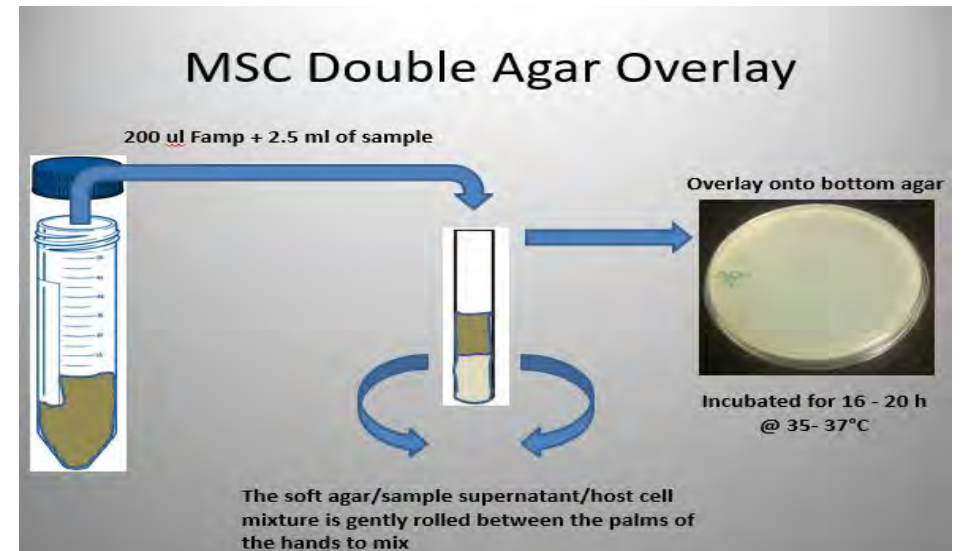 MSC Double Agar Overlay
200 ul Famp + 2.5 ml of sample
Overlay onto bottom agar
Incubated for 16 - 20 h
@ 35- 37°C
The soft agar/sample supernatant/host cell
mixture is gently rolled between the palms of
the hands to mix